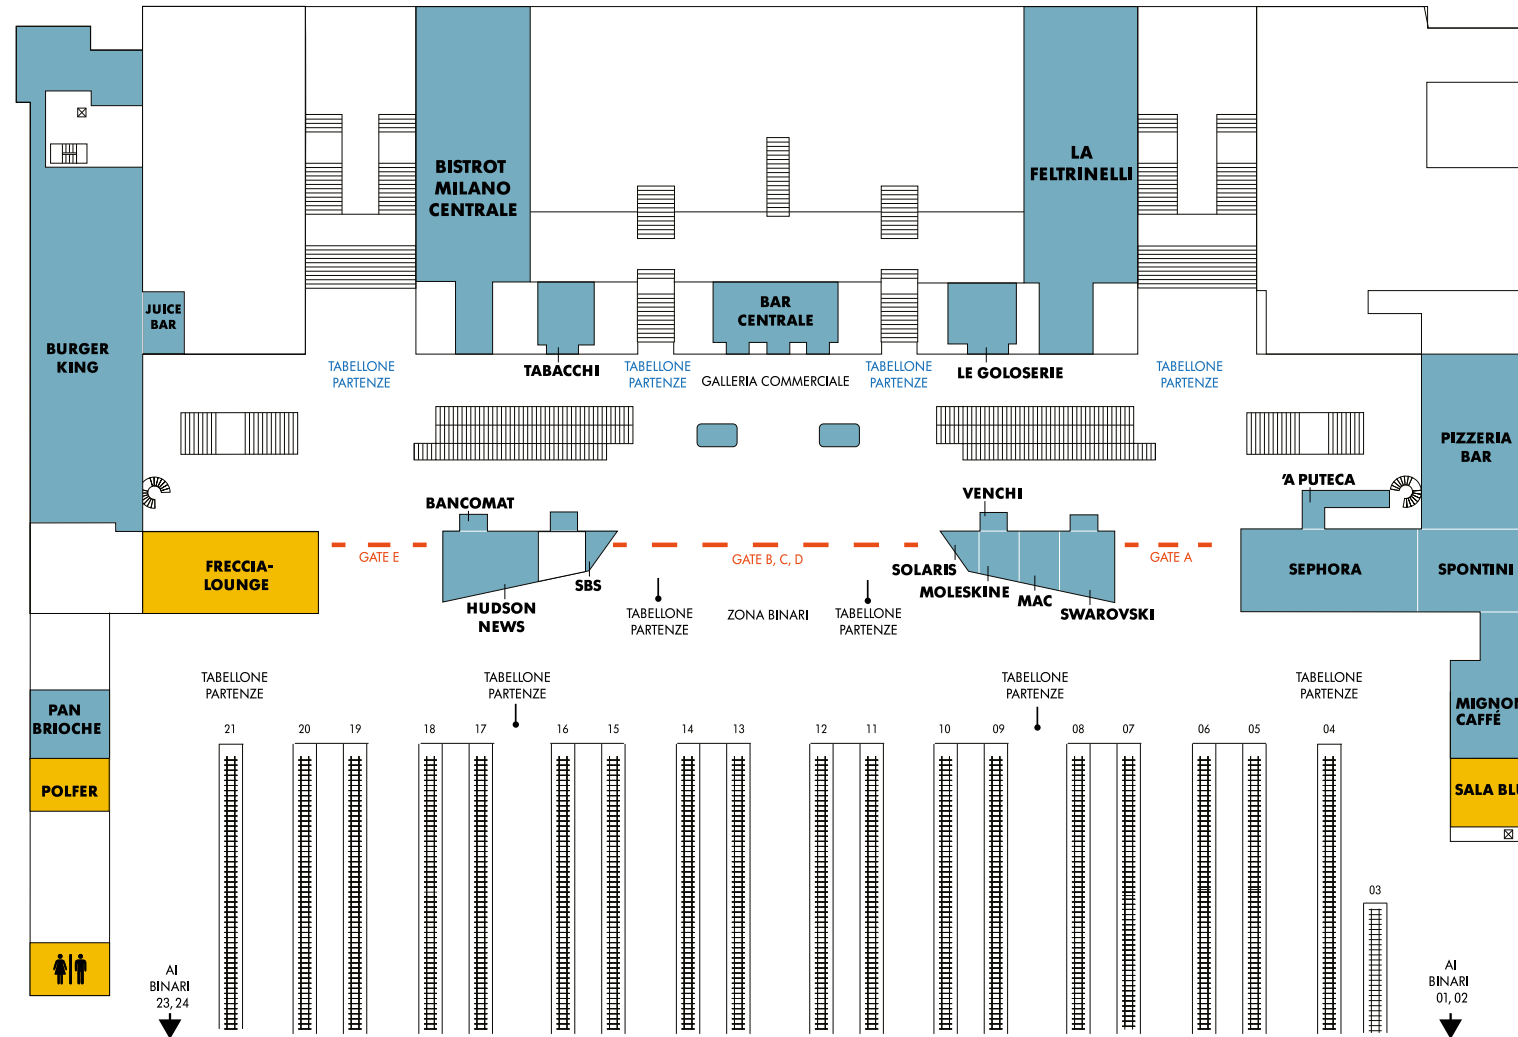 BISTROT
MILANO
CENTRALE
LA
FELTRINELLI
JUICE
BAR
BURGER
KING
BAR
CENTRALE
TABELLONE
PARTENZE
TABACCHI
TABELLONE
PARTENZE
GALLERIA COMMERCIALE
TABELLONE
PARTENZE
LE GOLOSERIE
TABELLONE
PARTENZE
PIZZERIA
BAR
'A PUTECA
BANCOMAT
VENCHI
FRECCIA-
LOUNGE
GATE E
GATE B, C, D
GATE A
SBS
HUDSON
NEWS
SOLARIS
MOLESKINE
MAC
SWAROVSKI
SEPHORA
SPONTINI
TABELLONE
PARTENZE
ZONA BINARI
TABELLONE
PARTENZE
TABELLONE
PARTENZE
TABELLONE
PARTENZE
TABELLONE
PARTENZE
TABELLONE
PARTENZE
PAN
BRIOCHE
MIGNON
CAFFÉ
21 20 19 18 17 16 15 14 13 12 11 10 09 08 07 06 05 04
POLFER
SALA BLU
03
AI
BINARI
23, 24
AI
BINARI
01, 02